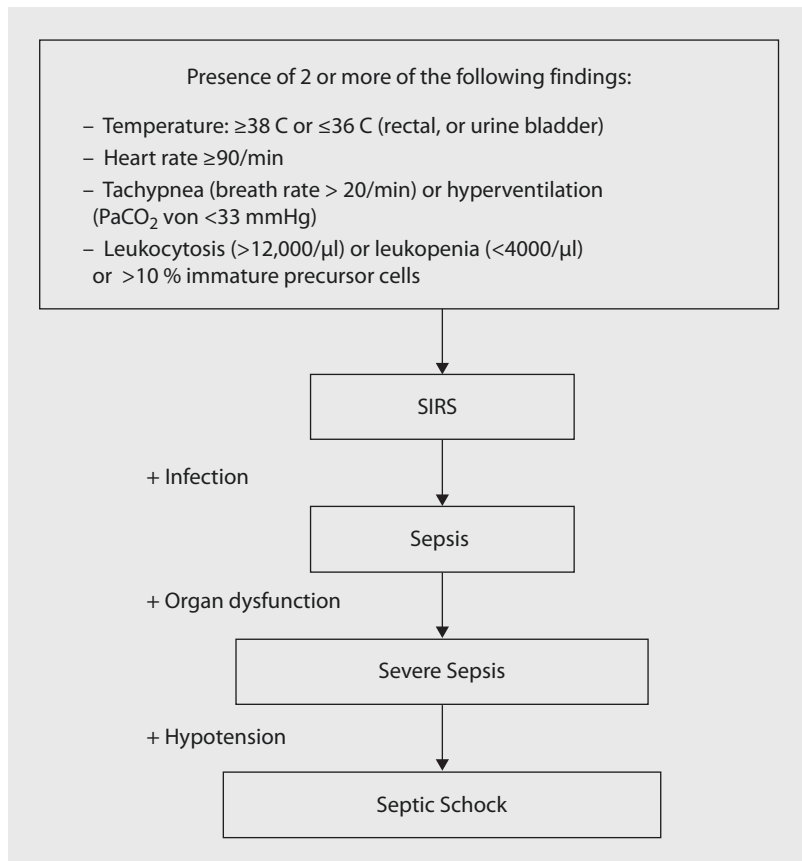 Presence of 2 or more of the following findings:
– Temperature: ≥38 C or ≤36 C (rectal, or urine bladder)
– Heart rate ≥90/min
– Tachypnea (breath rate > 20/min) or hyperventilation
(PaCO₂ von <33 mmHg)
– Leukocytosis (>12,000/µl) or leukopenia (<4000/µl)
or >10 % immature precursor cells
SIRS
+ Infection
Sepsis
+ Organ dysfunction
Severe Sepsis
+ Hypotension
Septic Schock